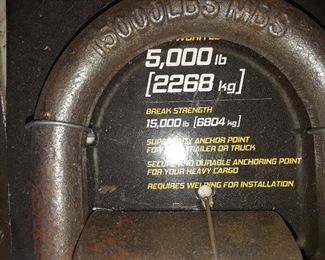 15000LBS MBS
5,000 lb
[2268 kg]
BREAK STRENGTH
15,000 lb [6804 kg]
ANCHOR POINT
FOR TRAILER OR TRUCK
SECURE AND DURABLE ANCHORING POINT
FOR YOUR HEAVY CARGO
REQUIRES WELDING FOR INSTALLATION